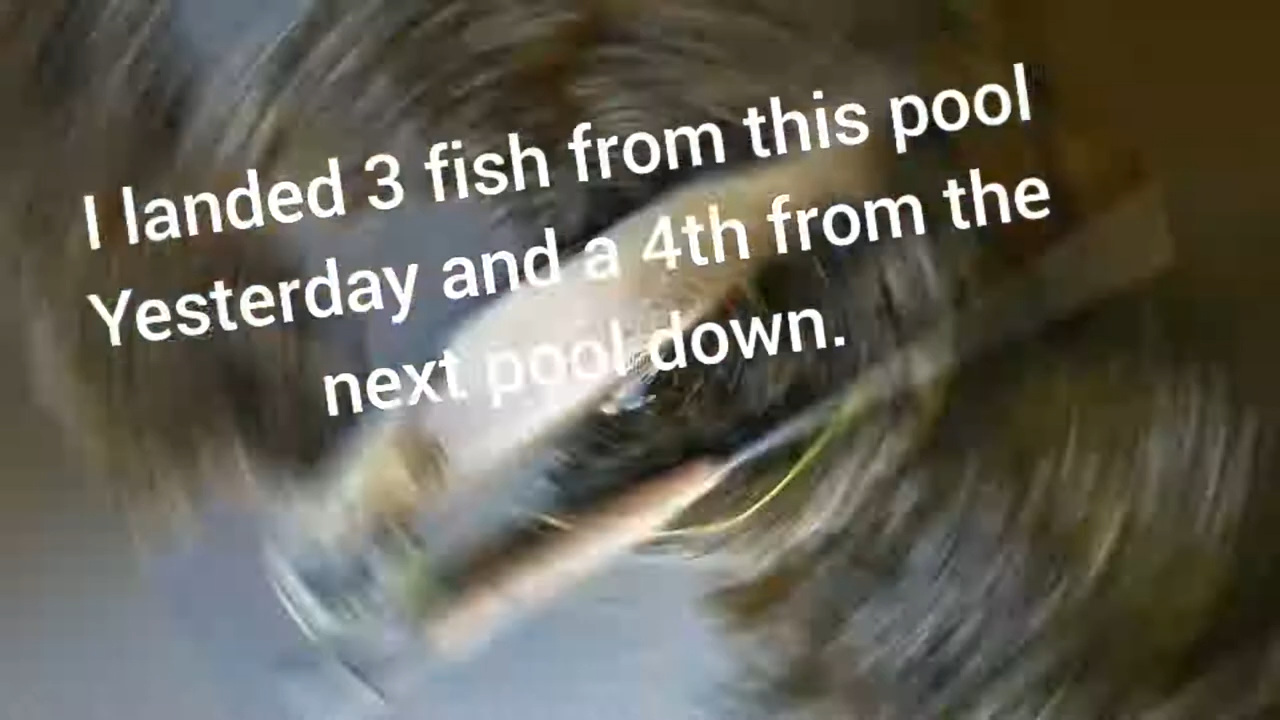 I landed 3 fish from this pool
Yesterday and a 4th from the
next pool down.